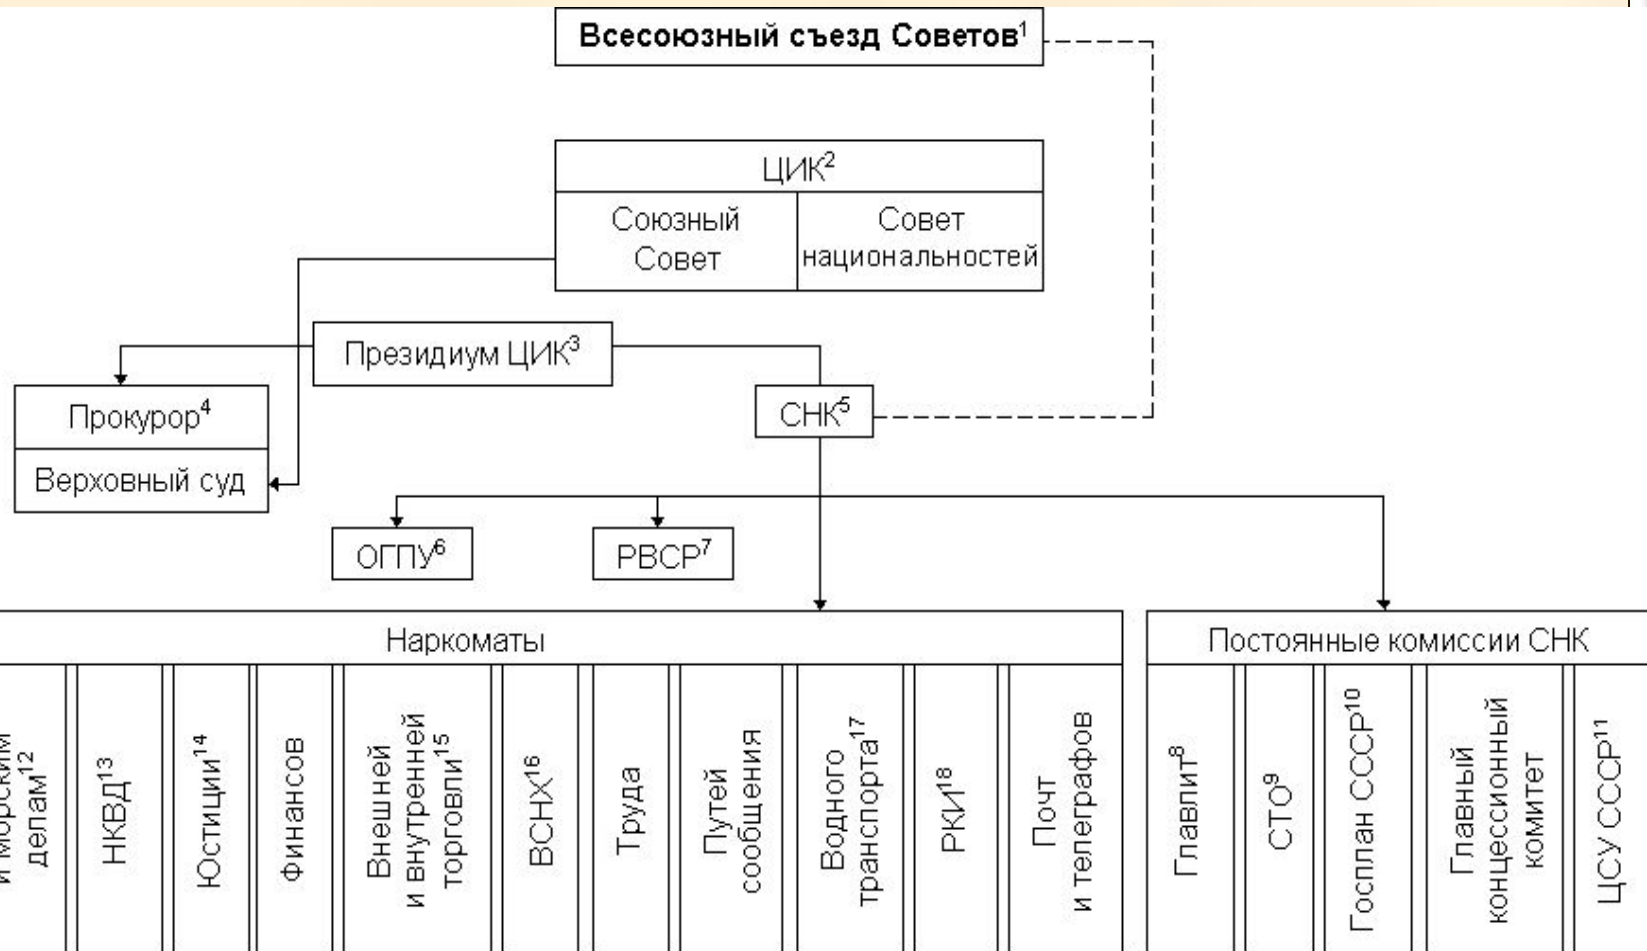 Всесоюзный съезд Советов¹
ЦИК²
Союзный
Совет
Совет
национальностей
Президиум ЦИК³
Прокурор⁴
Верховный суд
СНК⁵
ОГПУ⁶
РВСР⁷
Наркоматы
делам¹²
НКВД¹³
Юстиции¹⁴
Финансов
Внешней
и внутренней
торговли¹⁵
ВСНХ¹⁶
Труда
Путей
сообщения
Водного
транспорта¹⁷
РКИ¹⁸
Почт
и телеграфов
Постоянные комиссии СНК
Главлит⁸
СТО⁹
Госплан СССР¹⁰
Главный
концессионный
комитет
ЦСУ СССР¹¹